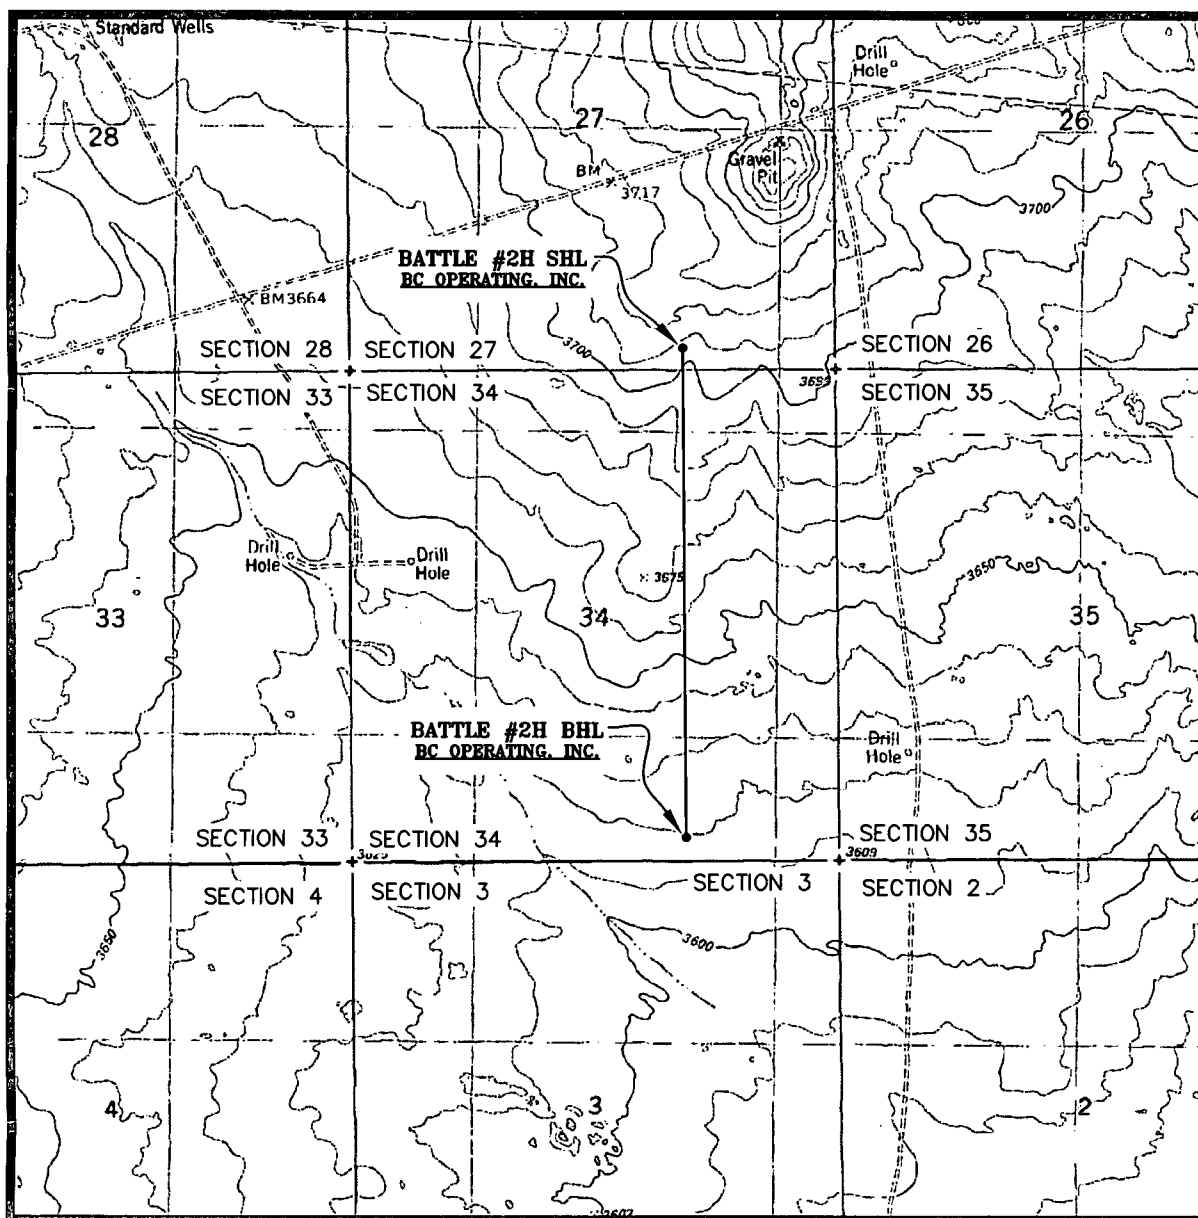 Standard Wells
Drill
Hole
28
27
26
Gravel
Pit
BM
3717
3700
BATTLE #2H SHL
BC OPERATING, INC.
BM3664
SECTION 28
SECTION 27
3700
SECTION 26
SECTION 33
SECTION 34
SECTION 35
Drill
Hole
Drill
Hole
3675
3650
33
34
35
BATTLE #2H BHL
BC OPERATING, INC.
Drill
Hole
SECTION 33
SECTION 34
SECTION 35
3609
SECTION 4
SECTION 3
SECTION 3
SECTION 2
3650
3600
4
3
2